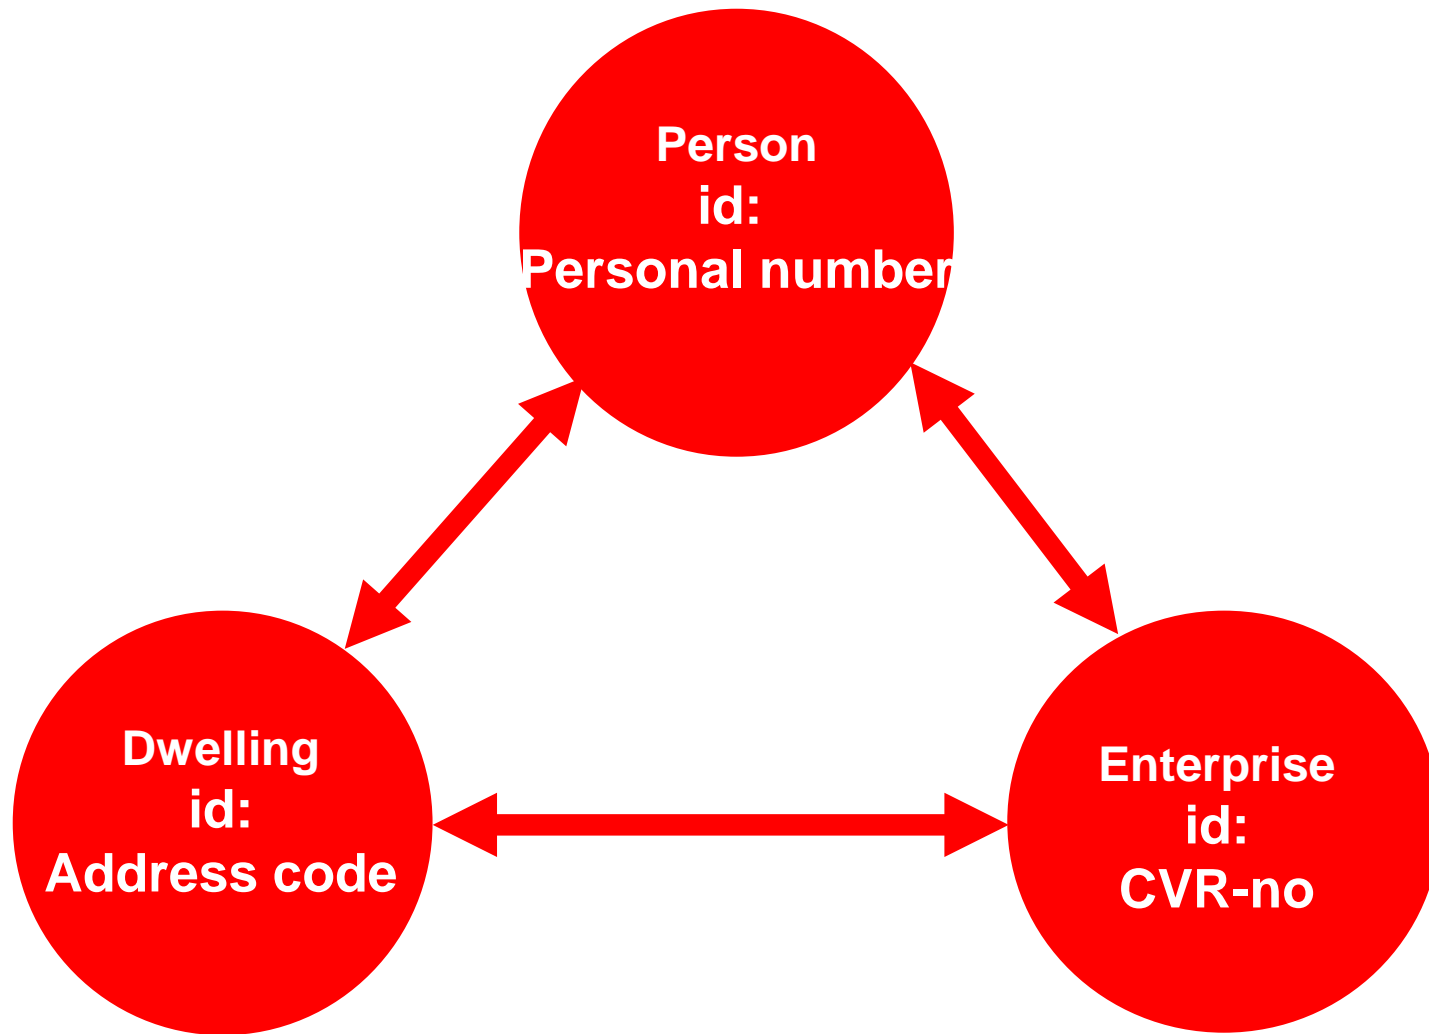 Person
id:
Personal number
Dwelling
id:
Address code
Enterprise
id:
CVR-no